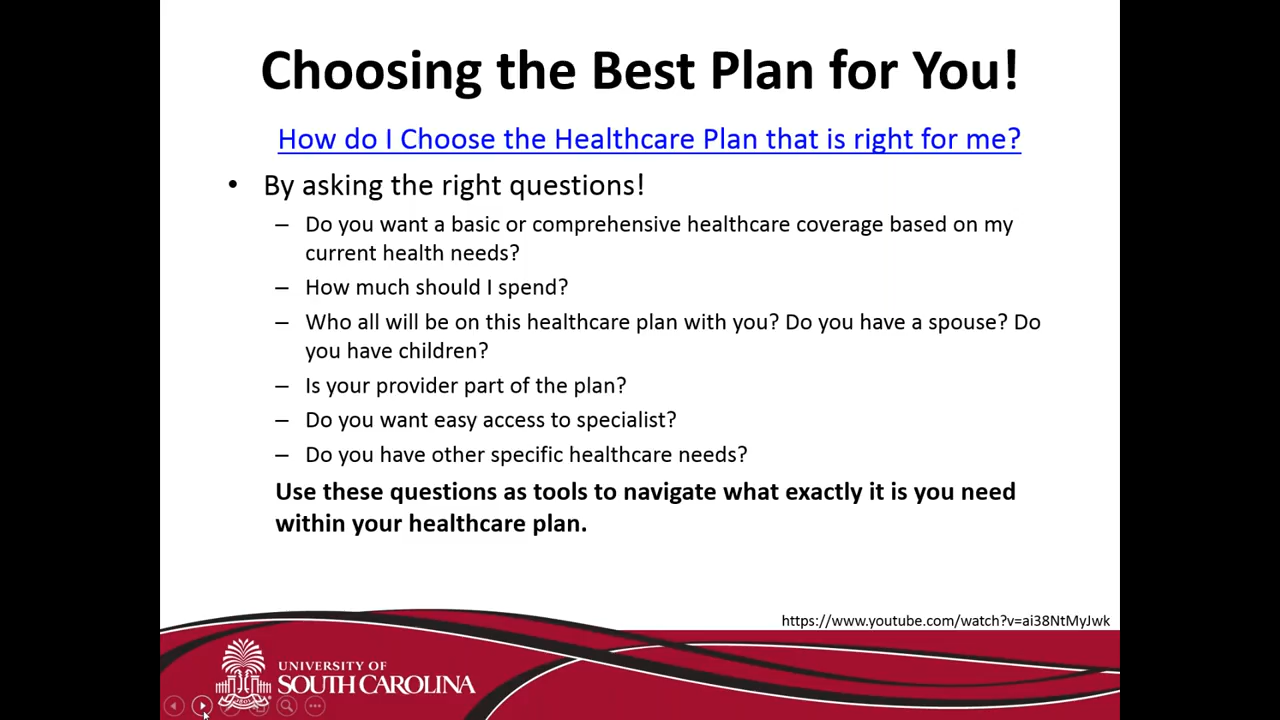 Choosing the Best Plan for You!
How do I Choose the Healthcare Plan that is right for me?
• By asking the right questions!
– Do you want a basic or comprehensive healthcare coverage based on my
current health needs?
– How much should I spend?
– Who all will be on this healthcare plan with you? Do you have a spouse? Do
you have children?
– Is your provider part of the plan?
– Do you want easy access to specialist?
– Do you have other specific healthcare needs?
Use these questions as tools to navigate what exactly it is you need
within your healthcare plan.
https://www.youtube.com/watch?v=ai38NtMyJwk
UNIVERSITY OF
SOUTH CAROLINA